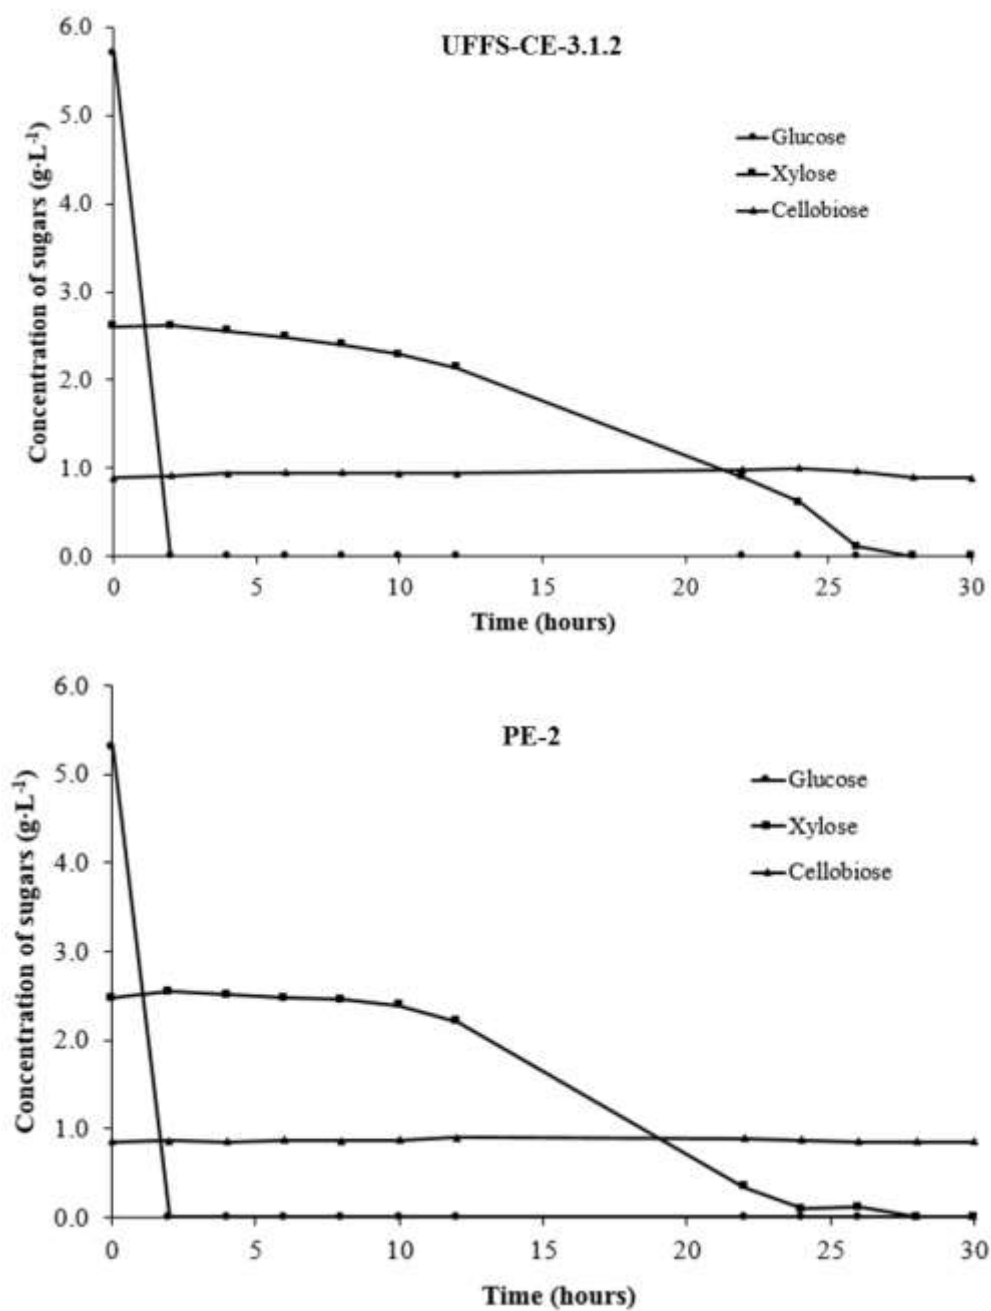 UFFS-CE-3.1.2
Concentration of sugars (g·L-1)
6.0
5.0
4.0
3.0
2.0
1.0
0.0
Glucose
Xylose
Cellobiose
0 5 10 15 20 25 30
Time (hours)
PE-2
Concentration of sugars (g·L-1)
6.0
5.0
4.0
3.0
2.0
1.0
0.0
Glucose
Xylose
Cellobiose
0 5 10 15 20 25 30
Time (hours)